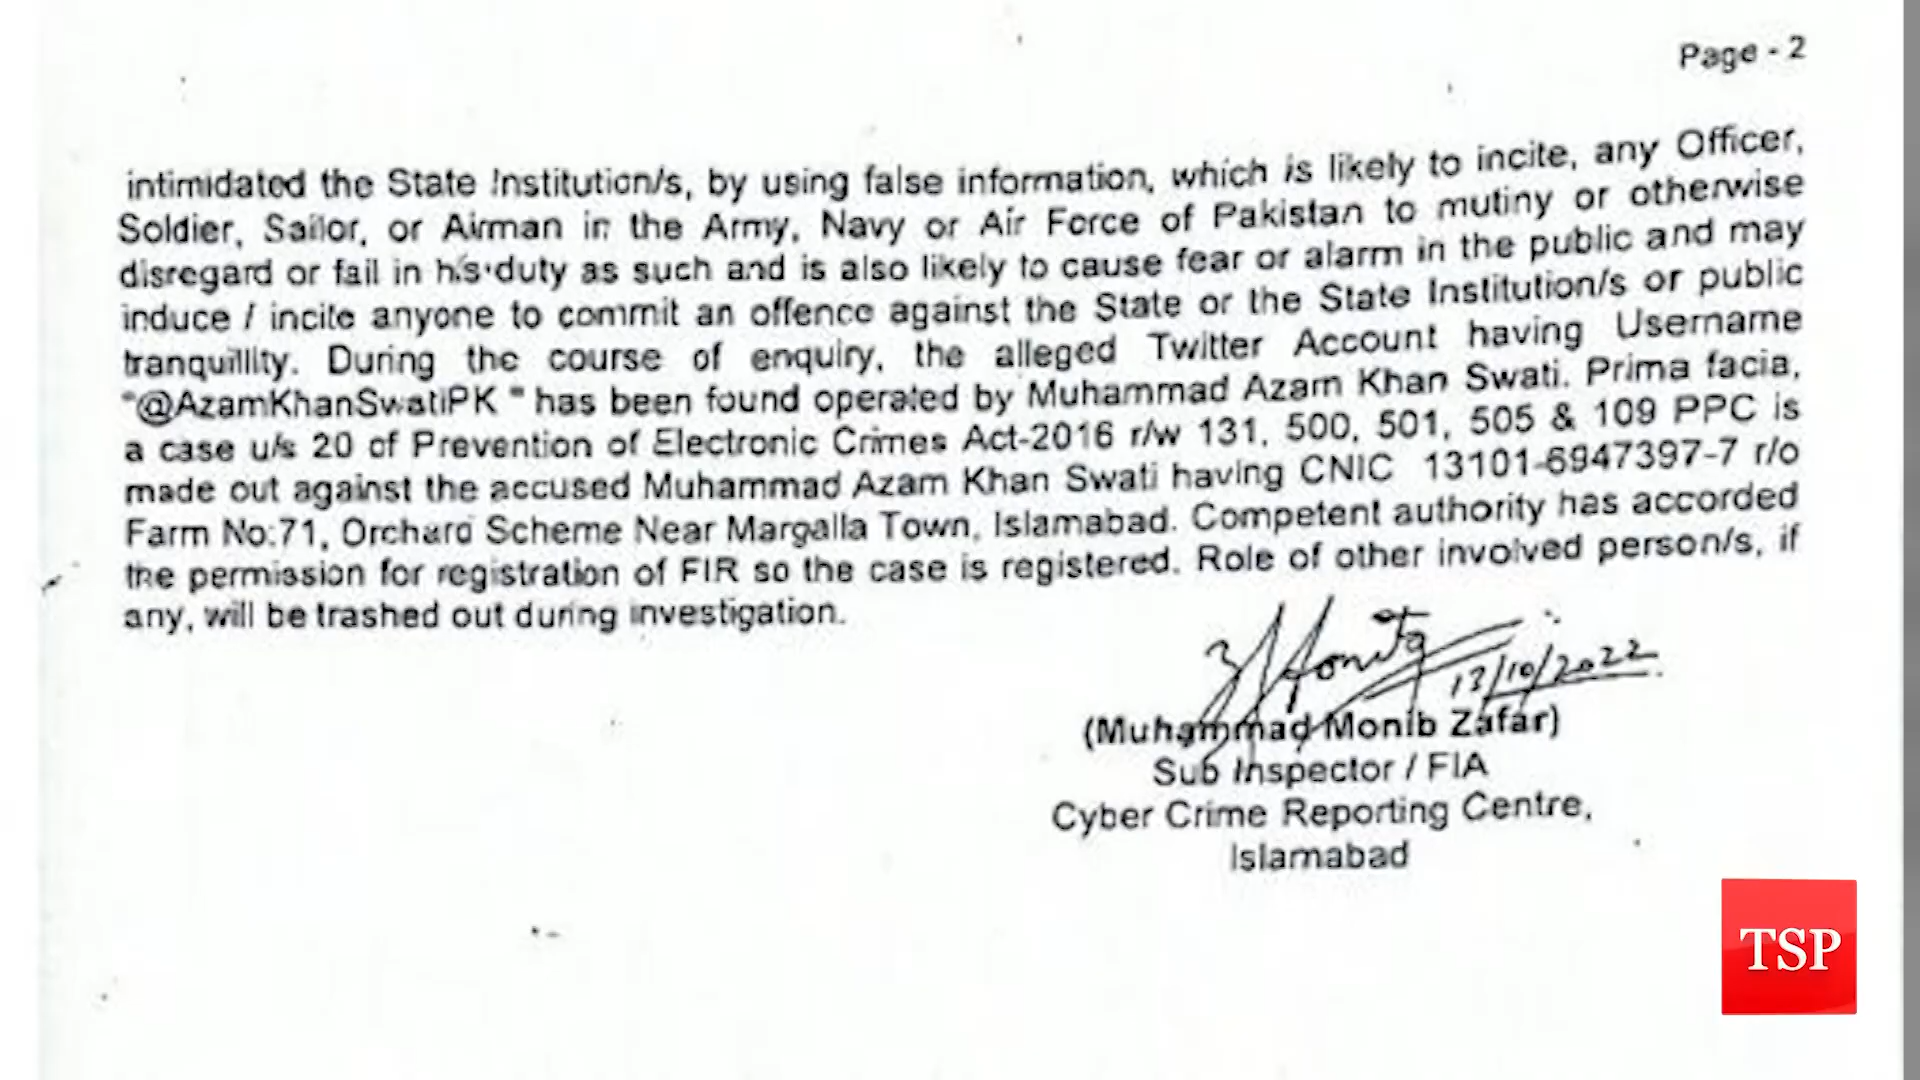 Page - 2
intimidated the State Institution/s, by using false information, which is likely to incite, any Officer,
Soldier, Sailor, or Airman in the Army, Navy or Air Force of Pakistan to mutiny or otherwise
disregard or fail in his duty as such and is also likely to cause fear or alarm in the public and may
induce / incite anyone to commit an offence against the State or the State Institution/s or public
tranquillity. During the course of enquiry, the alleged Twitter Account having Username
"@AzamKhanSwatiPK " has been found operated by Muhammad Azam Khan Swati. Prima facia,
a case u/s 20 of Prevention of Electronic Crimes Act-2016 r/w 131, 500, 501, 505 & 109 PPC is
made out against the accused Muhammad Azam Khan Swati having CNIC 13101-6947397-7 r/o
Farm No:71, Orchard Scheme Near Margalla Town, Islamabad. Competent authority has accorded
the permission for registration of FIR so the case is registered. Role of other involved person/s, if
any, will be trashed out during investigation.
/10/2022
(Muhammad Monib Zafar)
Sub Inspector / FIA
Cyber Crime Reporting Centre,
Islamabad
TSP